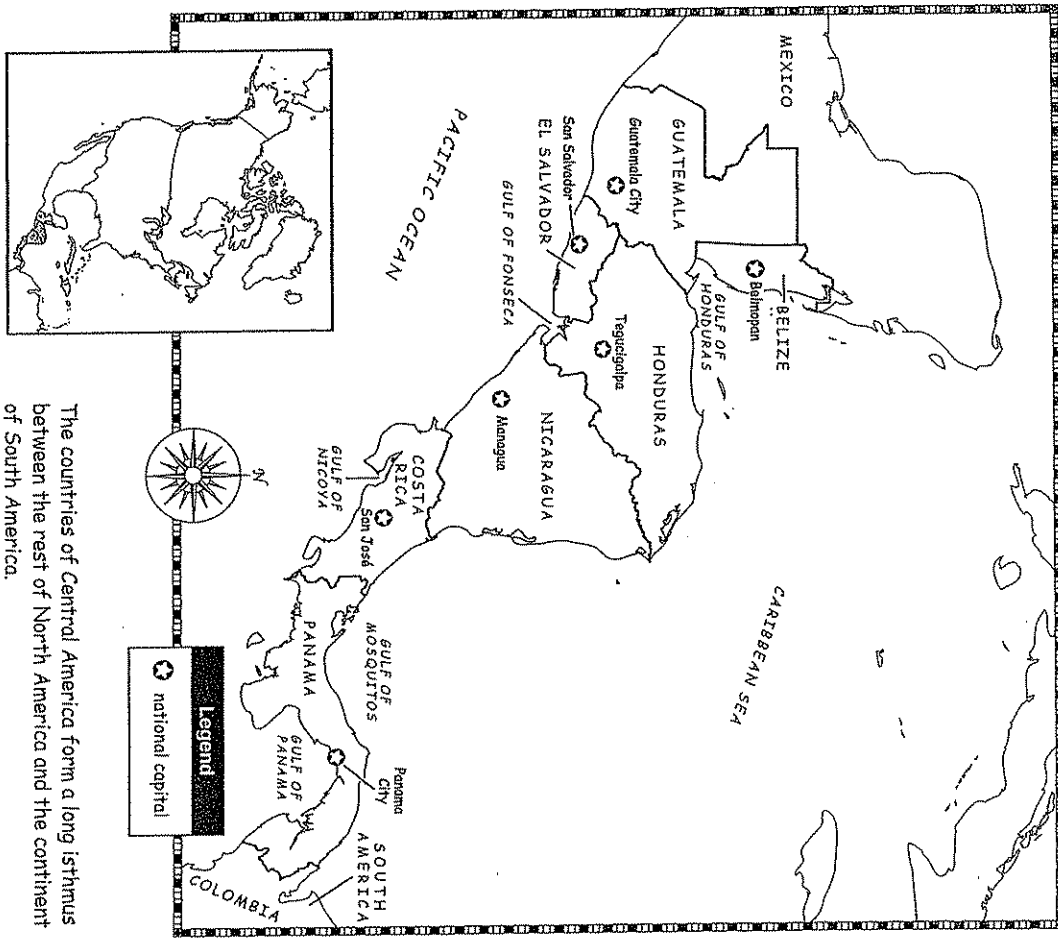 MEXICO
GUATEMALA
Guatemala City
San Salvador
EL SALVADOR
BELIZE
Belmopan
GULF OF
HONDURAS
HONDURAS
Tegucigalpa
GULF OF FONSECA
PACIFIC OCEAN
NICARAGUA
Managua
CARIBBEAN SEA
COSTA
RICA
San José
GULF OF
NICOYA
GULF OF
MOSQUITOS
PANAMA
Panama
City
GULF OF
PANAMA
SOUTH
AMERICA
COLOMBIA
N
Legend
national capital
The countries of Central America form a long isthmus
between the rest of North America and the continent
of South America.